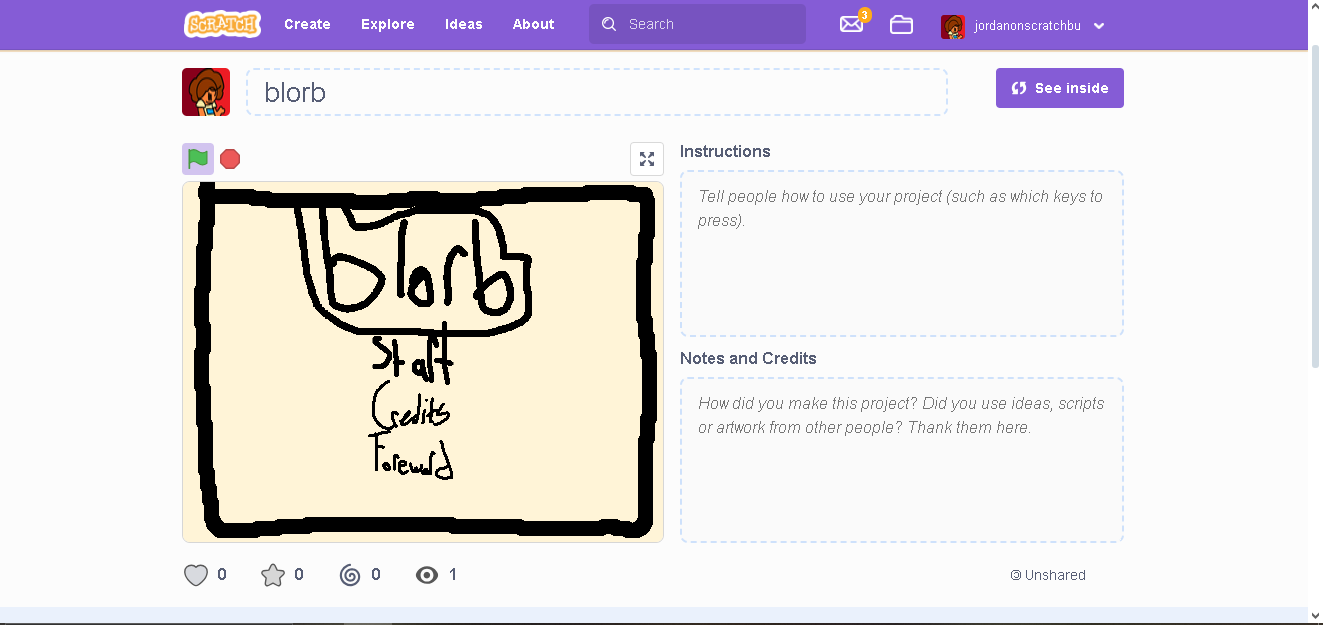 SCRATCH Create Explore Ideas About Search 3 jordanonscratchbu
blorb See inside
Instructions
Tell people how to use your project (such as which keys to
press).
blorb
Start
Credits
Foreword
Notes and Credits
How did you make this project? Did you use ideas, scripts
or artwork from other people? Thank them here.
0 0 0 1 Unshared